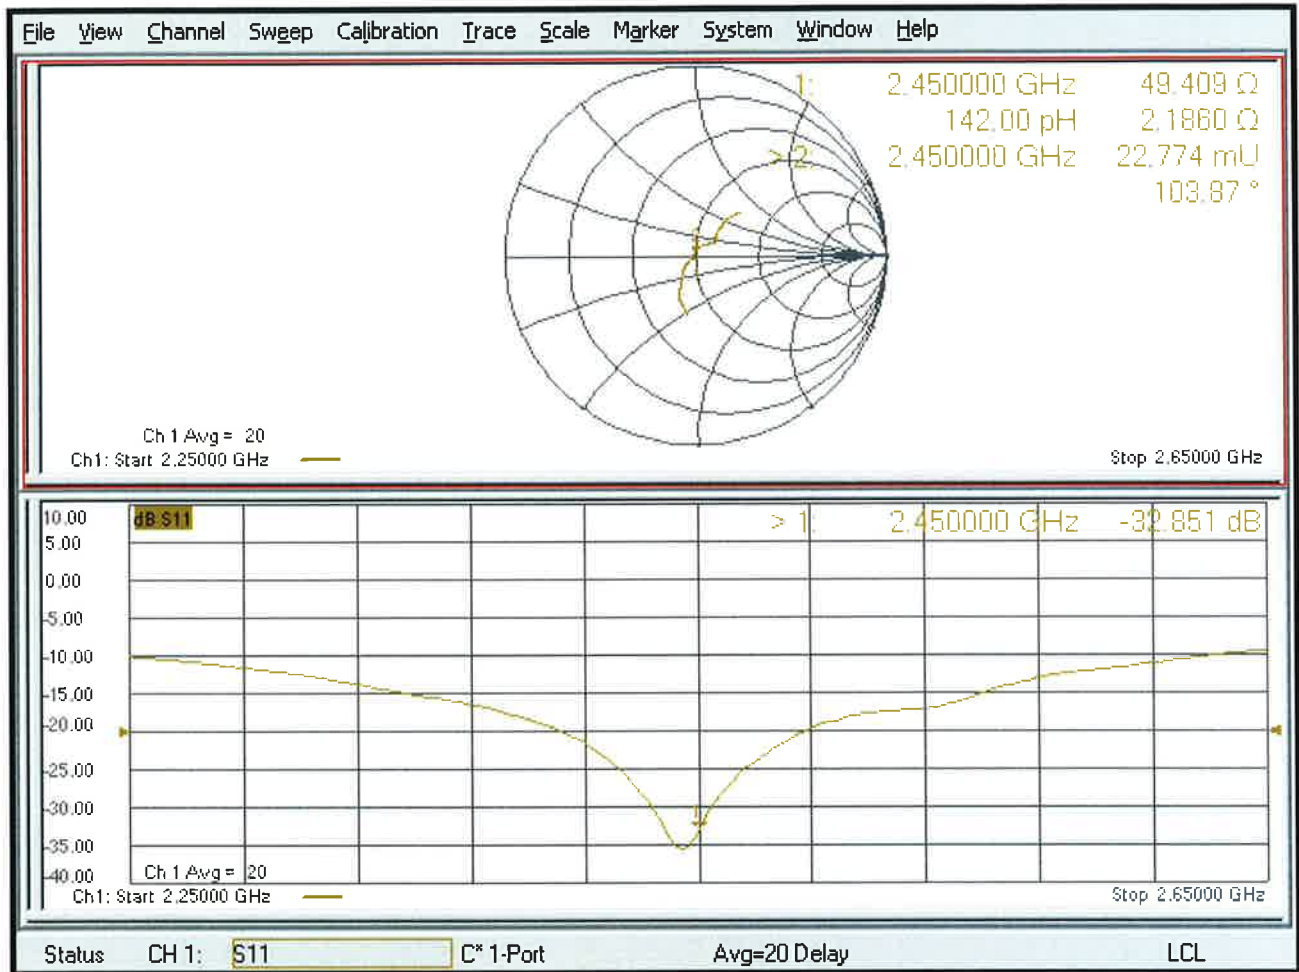 File View Channel Sweep Calibration Trace Scale Marker System Window Help
1: 2.450000 GHz 49.409 Ω
142.00 pH 2.1860 Ω
> 2: 2.450000 GHz 22.774 mU
103.87 °
Ch 1 Avg = 20
Ch1: Start 2.25000 GHz
Stop 2.65000 GHz
10.00
dB S11
> 1: 2.450000 GHz -32.851 dB
5.00
0.00
-5.00
-10.00
-15.00
-20.00
-25.00
-30.00
1
-35.00
-40.00
Ch 1 Avg = 20
Ch1: Start 2.25000 GHz
Stop 2.65000 GHz
Status CH 1: S11 C* 1-Port Avg=20 Delay LCL